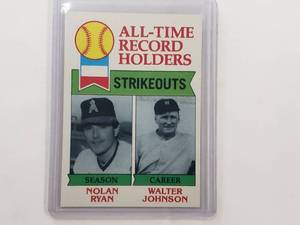 ALL-TIME
RECORD
HOLDERS
STRIKEOUTS
SEASON
CAREER
NOLAN
RYAN
WALTER
JOHNSON